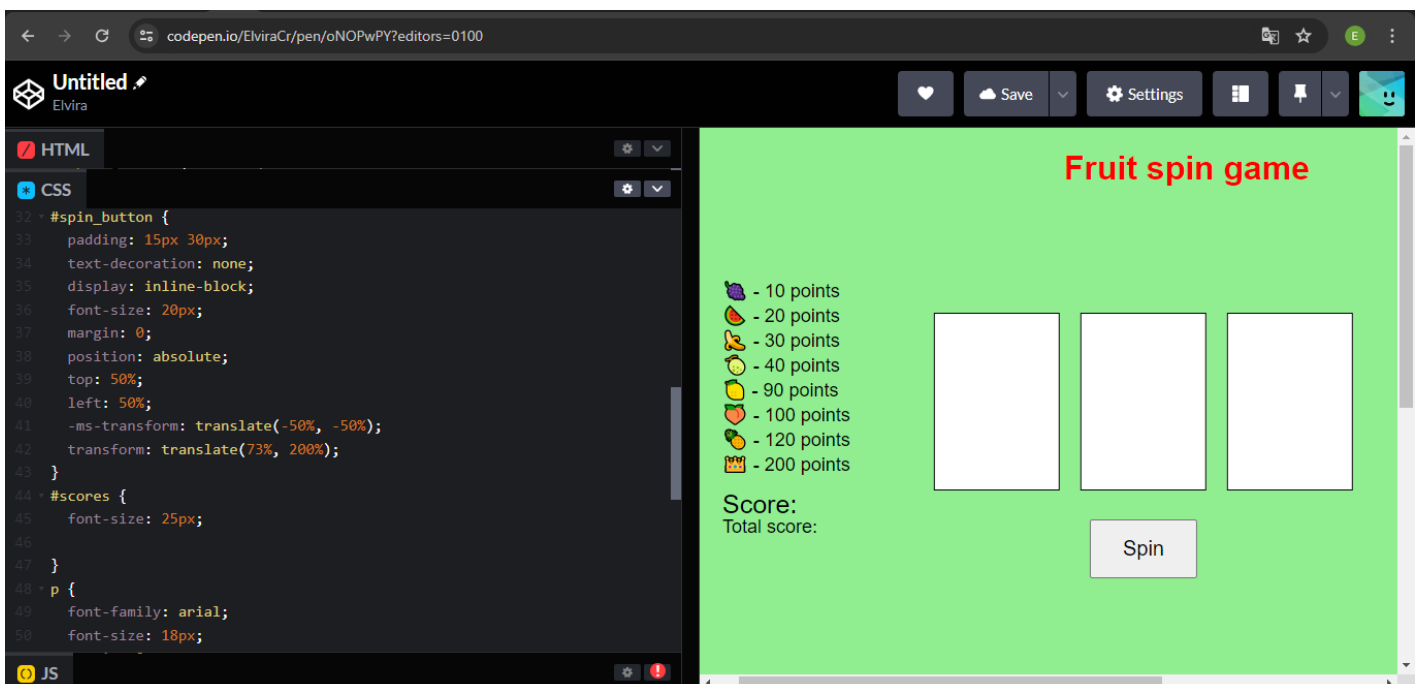 codepen.io/ElviraCr/pen/oNOPwPY?editors=0100
E
Untitled
Elvira
Save
Settings
HTML
CSS
32 #spin_button {
33 padding: 15px 30px;
34 text-decoration: none;
35 display: inline-block;
36 font-size: 20px;
37 margin: 0;
38 position: absolute;
39 top: 50%;
40 left: 50%;
41 -ms-transform: translate(-50%, -50%);
42 transform: translate(73%, 200%);
43 }
44 #scores {
45 font-size: 25px;
46
47 }
48 p {
49 font-family: arial;
50 font-size: 18px;
JS
Fruit spin game
🍇 - 10 points
🍉 - 20 points
🍌 - 30 points
🍈 - 40 points
🍋 - 90 points
🍑 - 100 points
🍍 - 120 points
👑 - 200 points
Score:
Total score:
Spin